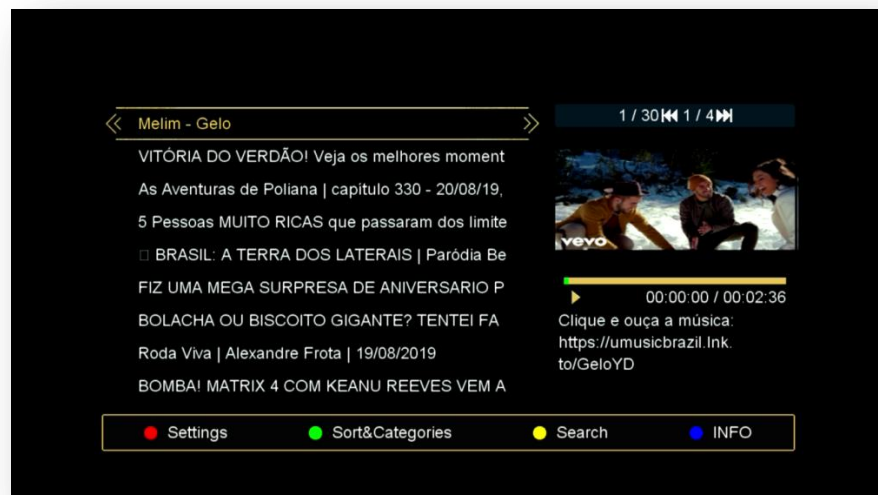 Melim - Gelo
VITÓRIA DO VERDÃO! Veja os melhores moment
As Aventuras de Poliana | capítulo 330 - 20/08/19,
5 Pessoas MUITO RICAS que passaram dos limite
BRASIL: A TERRA DOS LATERAIS | Paródia Be
FIZ UMA MEGA SURPRESA DE ANIVERSARIO P
BOLACHA OU BISCOITO GIGANTE? TENTEI FA
Roda Viva | Alexandre Frota | 19/08/2019
BOMBA! MATRIX 4 COM KEANU REEVES VEM A
1 / 30 1 / 4
vevo
00:00:00 / 00:02:36
Clique e ouça a música:
https://umusicbrazil.lnk.
to/GeloYD
Settings Sort&Categories Search INFO